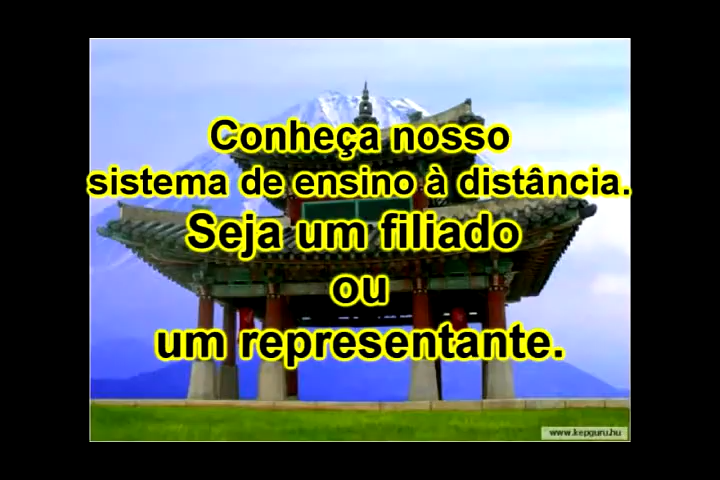 Conheça nosso
sistema de ensino à distância.
Seja um filiado
ou
um representante.
www.kepguru.hu